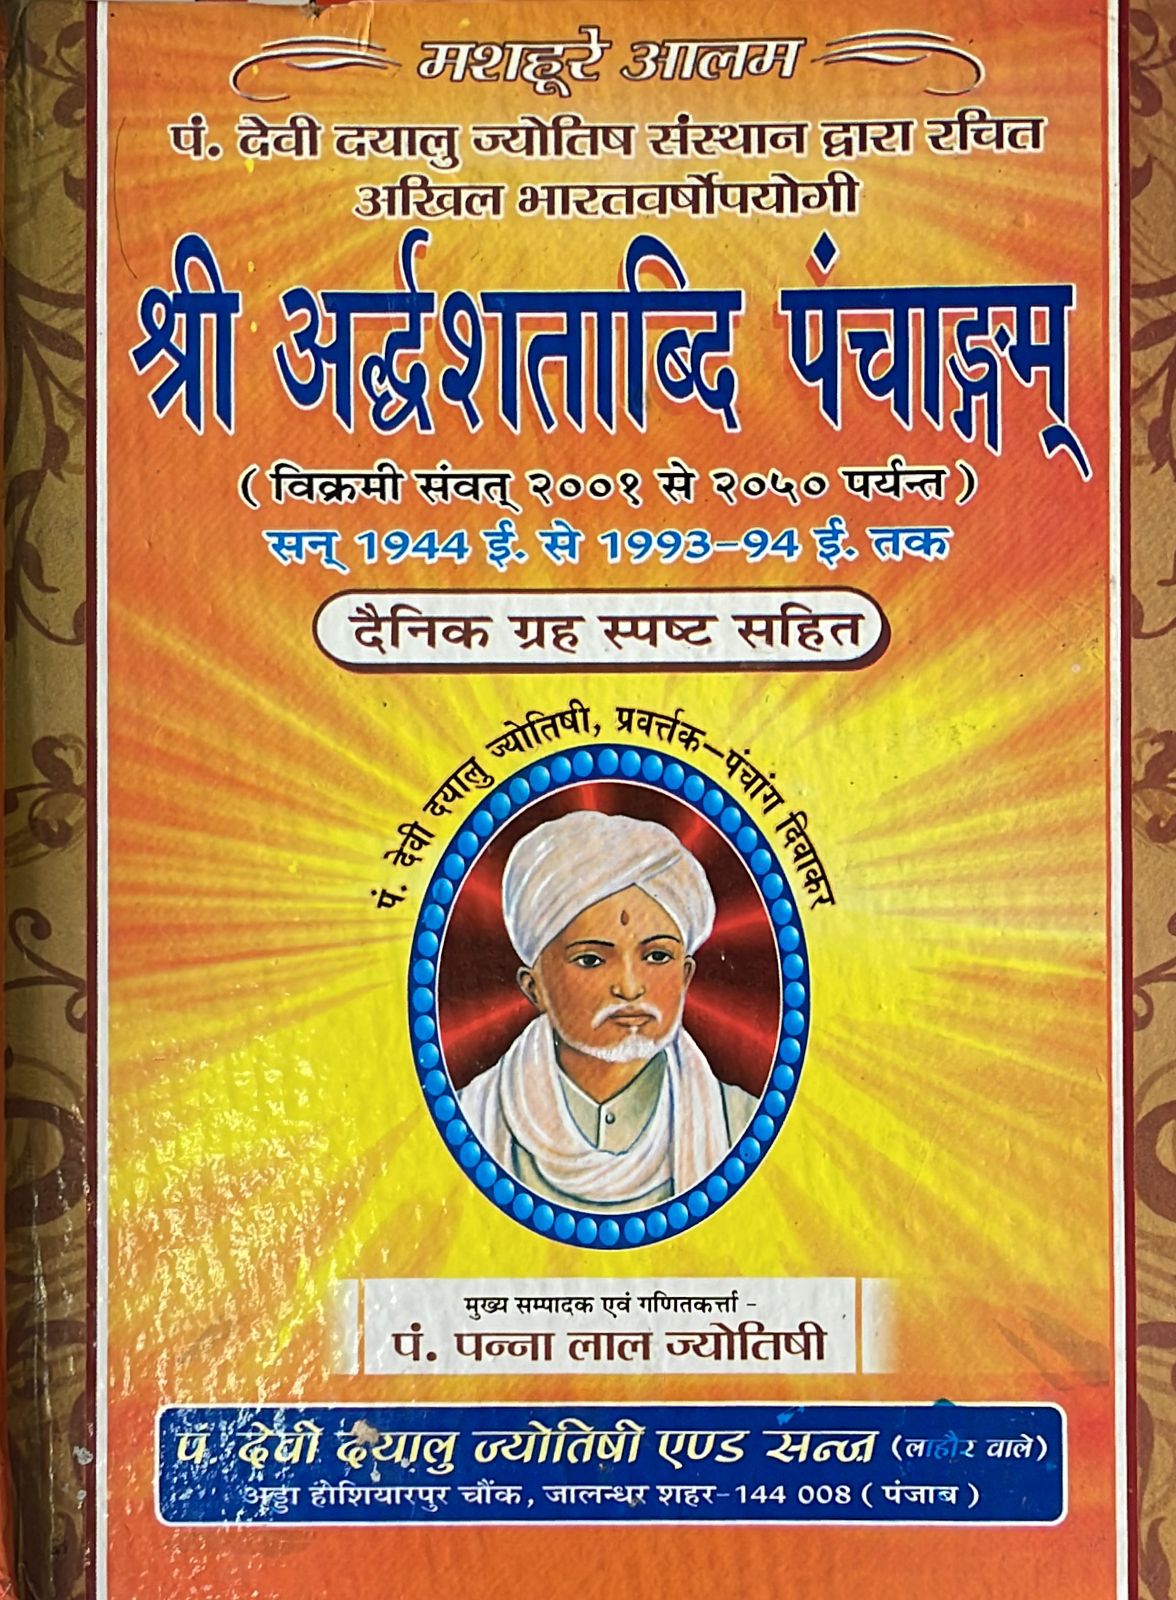 मशहूरे आलम
पं. देवी दयालु ज्योतिष संस्थान द्वारा रचित
अखिल भारतवर्षोपयोगी
श्री अर्द्धशताब्दि पंचाङ्गम्
( विक्रमी संवत् २००१ से २०५० पर्यन्त )
सन् 1944 ई. से 1993-94 ई. तक
दैनिक ग्रह स्पष्ट सहित
पं. देवी दयालु ज्योतिषी, प्रवर्त्तक-पंचांग दिवाकर
मुख्य सम्पादक एवं गणितकर्त्ता -
पं. पन्ना लाल ज्योतिषी
पं. देवी दयालु ज्योतिषी एण्ड सन्ज़ (लाहौर वाले)
अड्डा होशियारपुर चौंक, जालन्धर शहर-144 008 ( पंजाब )